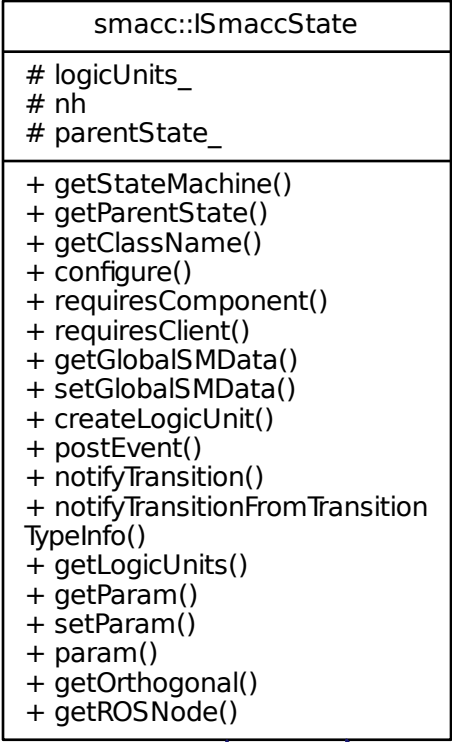 smacc::ISmaccState
# logicUnits_
# nh
# parentState_
+ getStateMachine()
+ getParentState()
+ getClassName()
+ configure()
+ requiresComponent()
+ requiresClient()
+ getGlobalSMData()
+ setGlobalSMData()
+ createLogicUnit()
+ postEvent()
+ notifyTransition()
+ notifyTransitionFromTransition
TypeInfo()
+ getLogicUnits()
+ getParam()
+ setParam()
+ param()
+ getOrthogonal()
+ getROSNode()